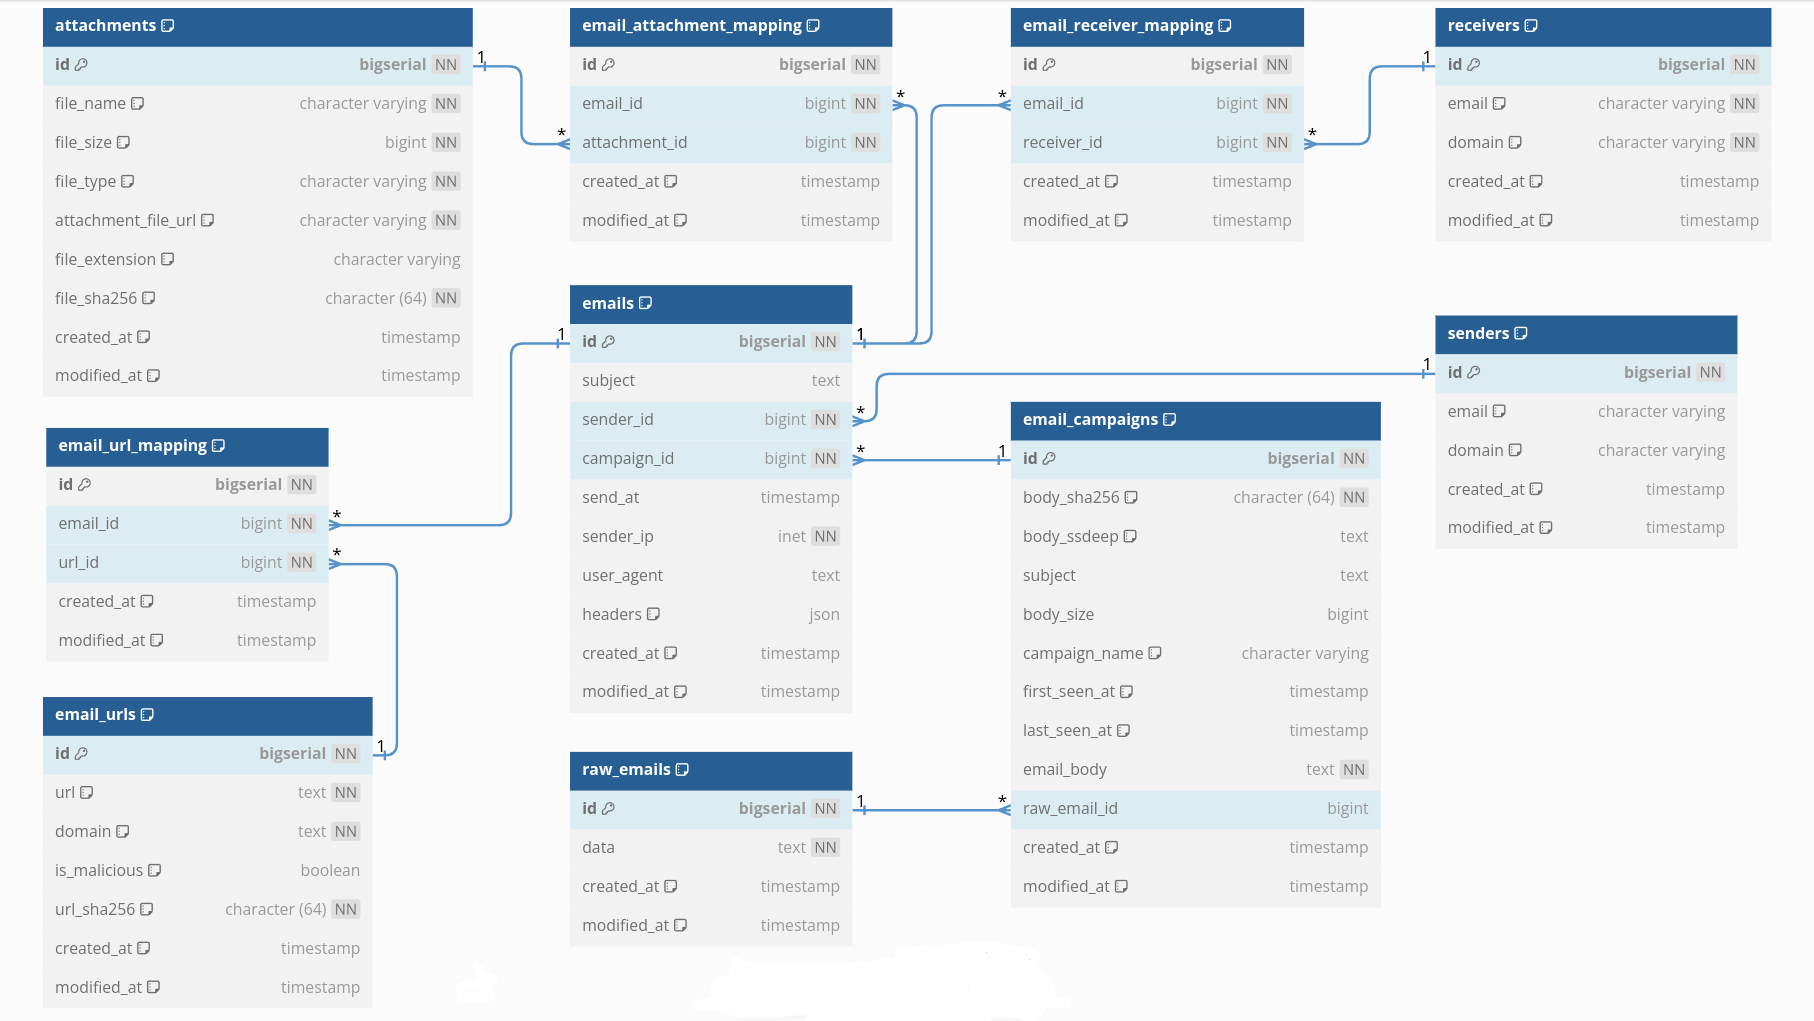 attachments
id bigserial NN
file_name character varying NN
file_size bigint NN
file_type character varying NN
attachment_file_url character varying NN
file_extension character varying
file_sha256 character (64) NN
created_at timestamp
modified_at timestamp
1
*
email_attachment_mapping
id bigserial NN
email_id bigint NN
attachment_id bigint NN
created_at timestamp
modified_at timestamp
*
*
email_receiver_mapping
id bigserial NN
email_id bigint NN
receiver_id bigint NN
created_at timestamp
modified_at timestamp
*
1
receivers
id bigserial NN
email character varying NN
domain character varying NN
created_at timestamp
modified_at timestamp
1
emails
id bigserial NN
subject text
sender_id bigint NN
campaign_id bigint NN
send_at timestamp
sender_ip inet NN
user_agent text
headers json
created_at timestamp
modified_at timestamp
1
*
*
1
senders
id bigserial NN
email character varying
domain character varying
created_at timestamp
modified_at timestamp
1
email_campaigns
id bigserial NN
body_sha256 character (64) NN
body_ssdeep text
subject text
body_size bigint
campaign_name character varying
first_seen_at timestamp
last_seen_at timestamp
email_body text NN
raw_email_id bigint
created_at timestamp
modified_at timestamp
email_url_mapping
id bigserial NN
email_id bigint NN
url_id bigint NN
created_at timestamp
modified_at timestamp
*
*
email_urls
id bigserial NN
url text NN
domain text NN
is_malicious boolean
url_sha256 character (64) NN
created_at timestamp
modified_at timestamp
1
raw_emails
id bigserial NN
data text NN
created_at timestamp
modified_at timestamp
1
*